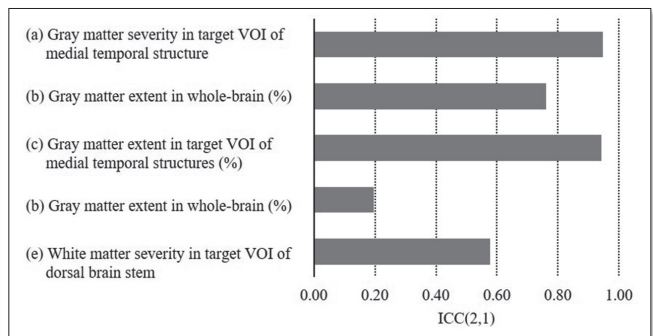 (a) Gray matter severity in target VOI of
medial temporal structure
(b) Gray matter extent in whole-brain (%)
(c) Gray matter extent in target VOI of
medial temporal structures (%)
(b) Gray matter extent in whole-brain (%)
(e) White matter severity in target VOI of
dorsal brain stem
0.00 0.20 0.40 0.60 0.80 1.00
ICC(2,1)